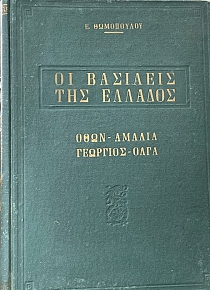 Σ. ΘΩΜΟΠΟΥΛΟΥ
ΟΙ ΒΑΣΙΛΕΙΣ
ΤΗΣ ΕΛΛΑΔΟΣ
ΟΘΩΝ - ΑΜΑΛΙΑ
ΓΕΩΡΓΙΟΣ - ΟΛΓΑ